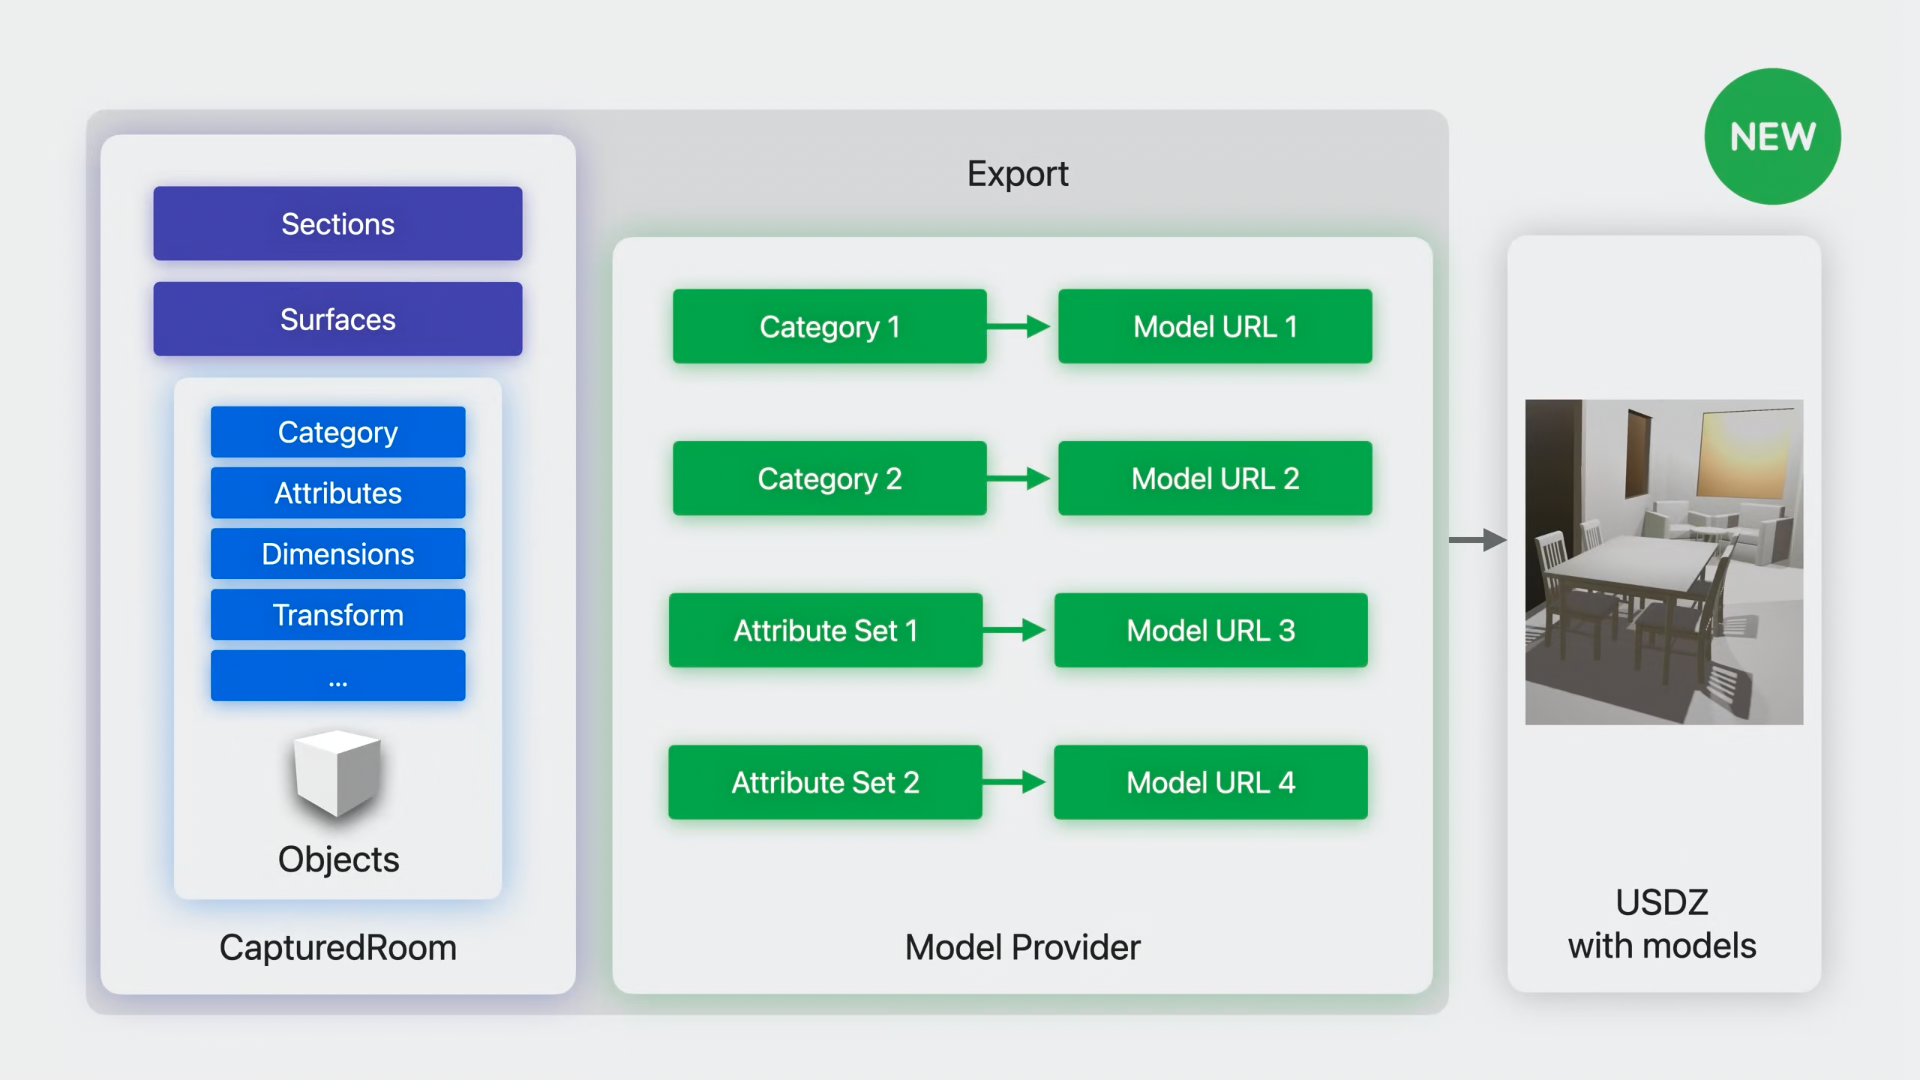 NEW
Export
Sections
Surfaces
Category
Attributes
Dimensions
Transform
...
Objects
CapturedRoom
Category 1
Model URL 1
Category 2
Model URL 2
Attribute Set 1
Model URL 3
Attribute Set 2
Model URL 4
Model Provider
USDZ
with models